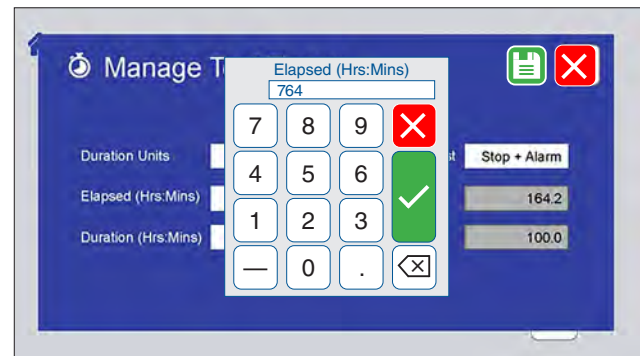 Manage T
Elapsed (Hrs:Mins)
764
7 8 9
4 5 6
1 2 3
— 0 .
Duration Units
st Stop + Alarm
Elapsed (Hrs:Mins)
164.2
Duration (Hrs:Mins)
100.0